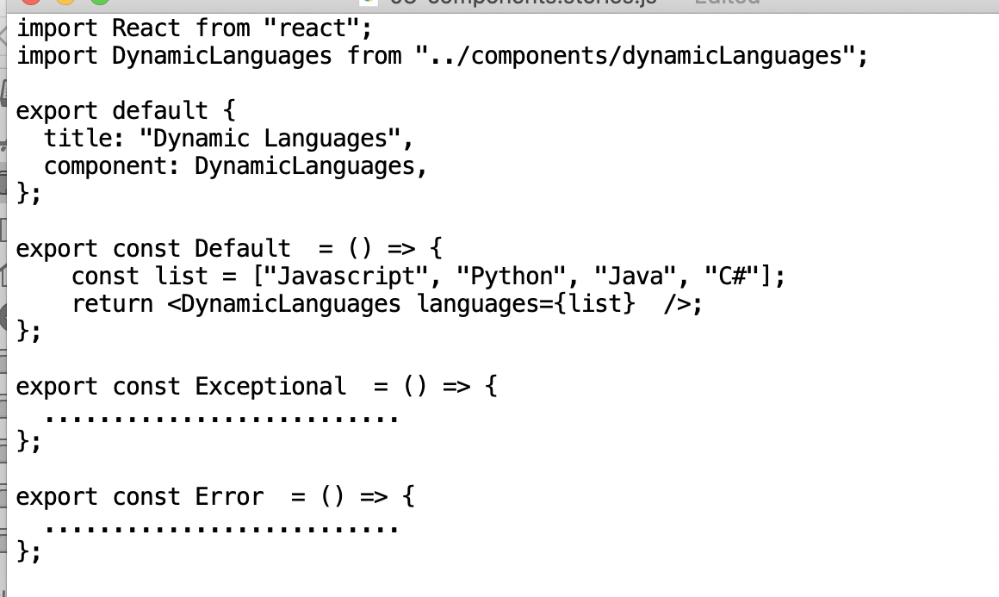 import React from "react";
import DynamicLanguages from "../components/dynamicLanguages";
export default {
  title: "Dynamic Languages",
  component: DynamicLanguages,
};
export const Default  = () => {
    const list = ["Javascript", "Python", "Java", "C#"];
    return <DynamicLanguages languages={list}  />;
};
export const Exceptional  = () => {
  ..........................
};
export const Error  = () => {
  ..........................
};